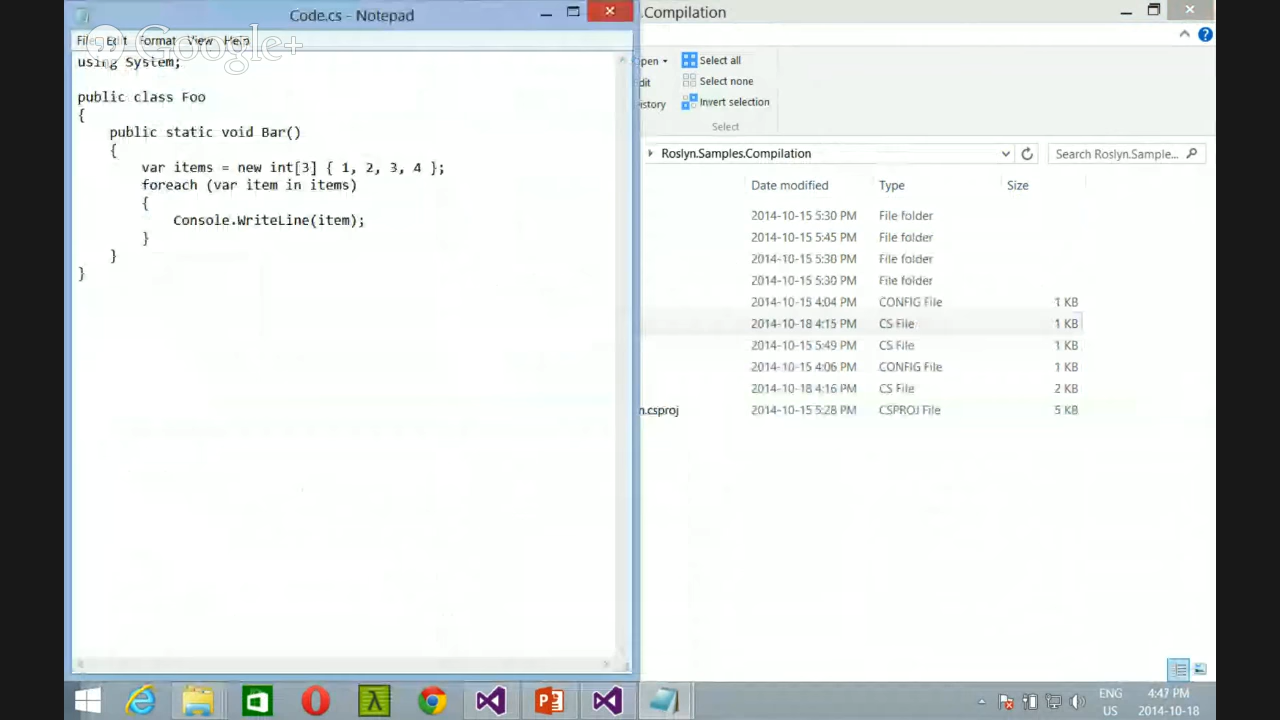 Code.cs - Notepad
File Edit Format View Help
Google+
using System;
public class Foo
{
public static void Bar()
{
var items = new int[3] { 1, 2, 3, 4 };
foreach (var item in items)
{
Console.WriteLine(item);
}
}
}
.Compilation
pen
Select all
dit
Select none
istory
Invert selection
Select
Roslyn.Samples.Compilation
Search Roslyn.Sample...
Date modified Type Size
2014-10-15 5:30 PM File folder
2014-10-15 5:45 PM File folder
2014-10-15 5:30 PM File folder
2014-10-15 5:30 PM File folder
2014-10-15 4:04 PM CONFIG File 1 KB
2014-10-18 4:15 PM CS File 1 KB
2014-10-15 5:49 PM CS File 1 KB
2014-10-15 4:06 PM CONFIG File 1 KB
2014-10-18 4:16 PM CS File 2 KB
n.csproj 2014-10-15 5:28 PM CSPROJ File 5 KB
ENG 4:47 PM
US 2014-10-18